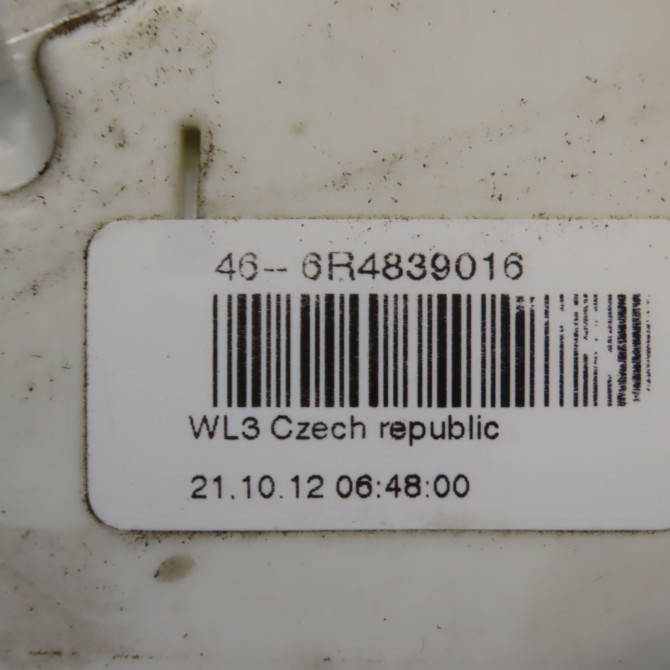 46-- 6R4839016
WL3 Czech republic
21.10.12 06:48:00